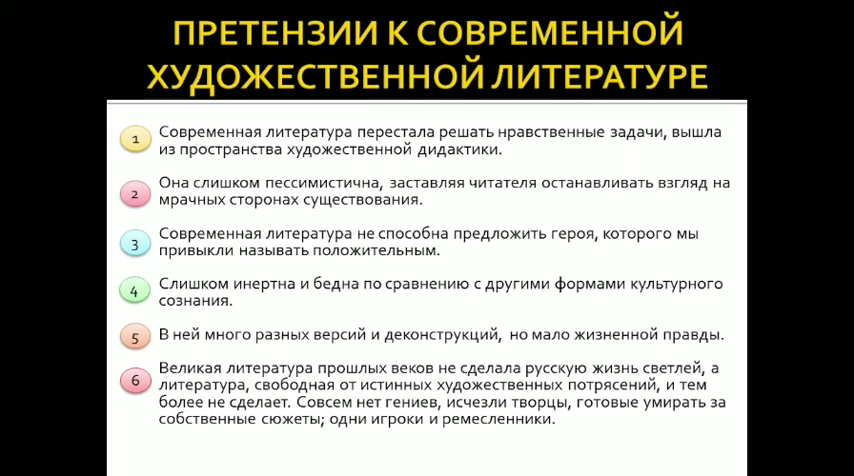 ПРЕТЕНЗИИ К СОВРЕМЕННОЙ
ХУДОЖЕСТВЕННОЙ ЛИТЕРАТУРЕ
1 Современная литература перестала решать нравственные задачи, вышла
из пространства художественной дидактики.
2 Она слишком пессимистична, заставляя читателя останавливать взгляд на
мрачных сторонах существования.
3 Современная литература не способна предложить героя, которого мы
привыкли называть положительным.
4 Слишком инертна и бедна по сравнению с другими формами культурного
сознания.
5 В ней много разных версий и деконструкций, но мало жизненной правды.
6 Великая литература прошлых веков не сделала русскую жизнь светлей, а
литература, свободная от истинных художественных потрясений, и тем
более не сделает. Совсем нет гениев, исчезли творцы, готовые умирать за
собственные сюжеты; одни игроки и ремесленники.